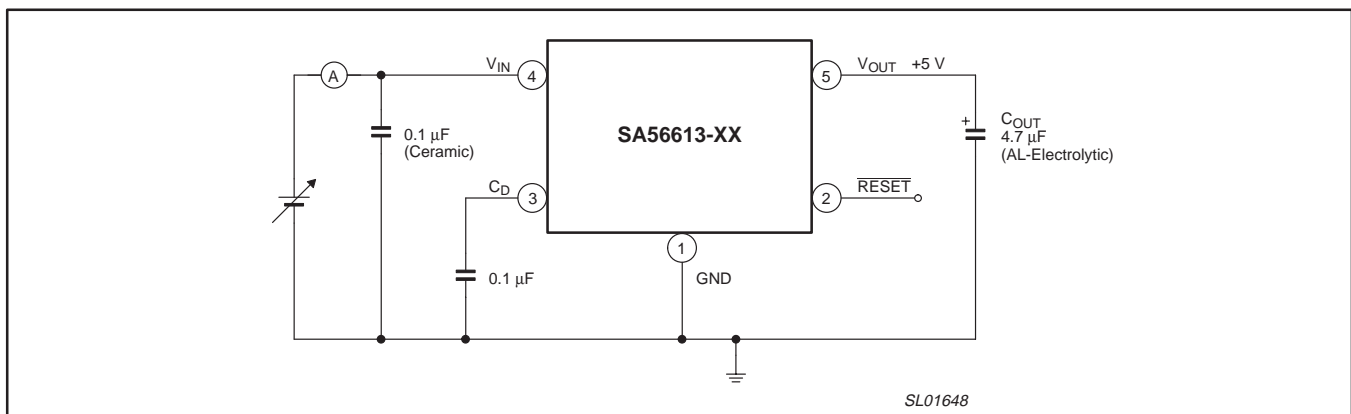 A
V_IN
4
0.1 μF
(Ceramic)
SA56613-XX
5
V_OUT +5 V
+
C_OUT
4.7 μF
(AL-Electrolytic)
C_D
3
2
RESET
0.1 μF
1
GND
SL01648